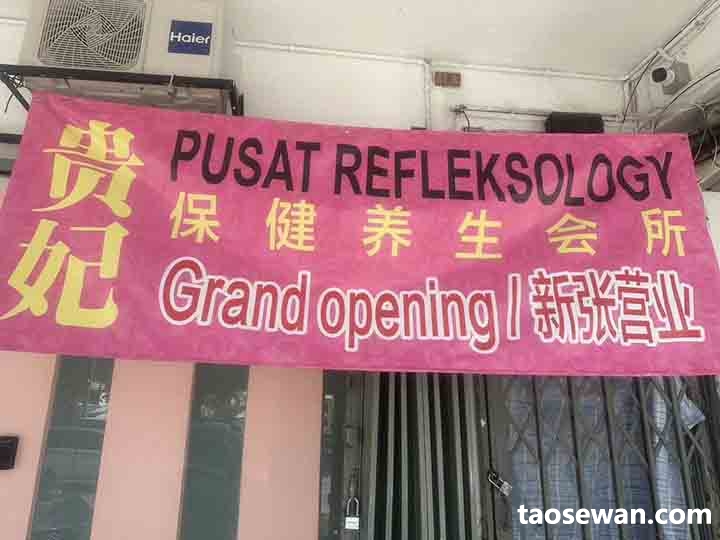 Haier
贵妃
PUSAT REFLEKSOLOGY
保健养生会所
Grand opening / 新张营业
taosewan.com